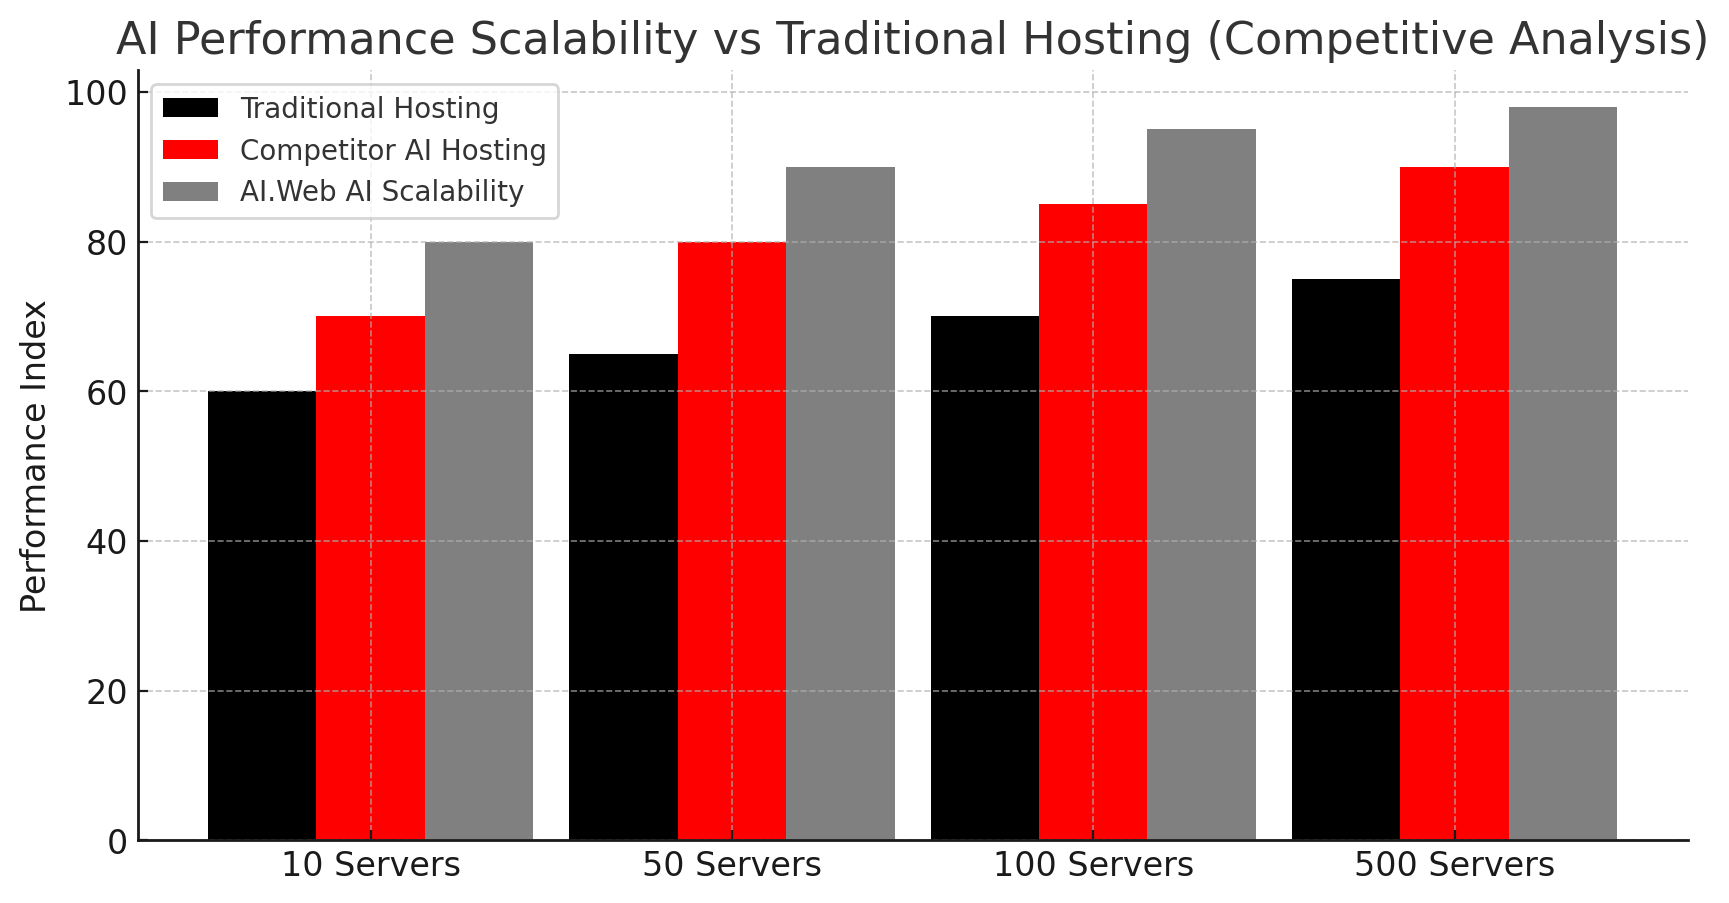 AI Performance Scalability vs Traditional Hosting (Competitive Analysis)
Traditional Hosting
Competitor AI Hosting
AI.Web AI Scalability
Performance Index
100
80
60
40
20
0
10 Servers
50 Servers
100 Servers
500 Servers